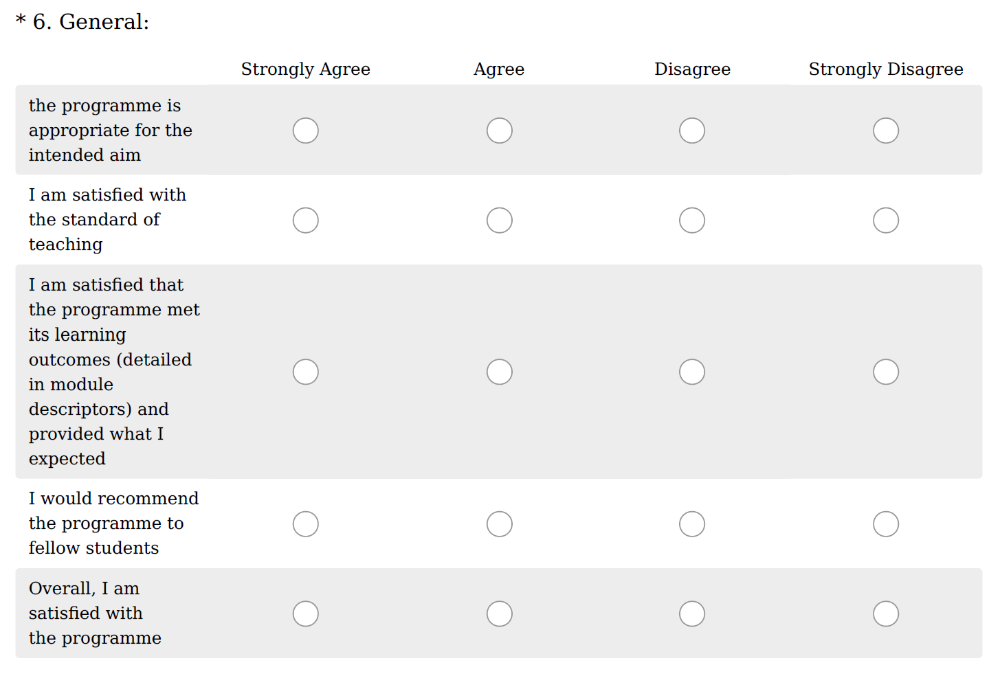 * 6. General:
Strongly Agree Agree Disagree Strongly Disagree
the programme is
appropriate for the
intended aim
I am satisfied with
the standard of
teaching
I am satisfied that
the programme met
its learning
outcomes (detailed
in module
descriptors) and
provided what I
expected
I would recommend
the programme to
fellow students
Overall, I am
satisfied with
the programme